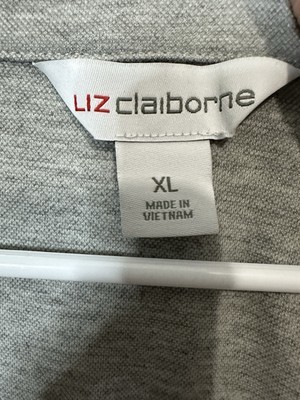 LIZ claiborne
XL
MADE IN
VIETNAM